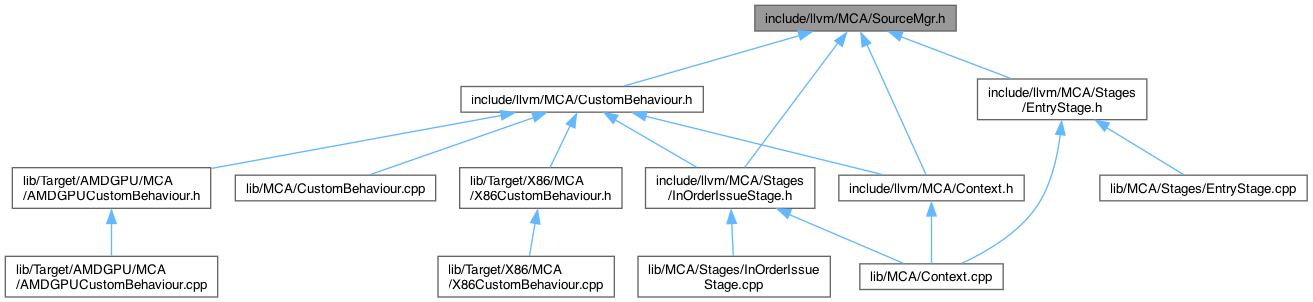 include/llvm/MCA/SourceMgr.h
include/llvm/MCA/CustomBehaviour.h
include/llvm/MCA/Stages
/EntryStage.h
lib/Target/AMDGPU/MCA
/AMDGPUCustomBehaviour.h
lib/MCA/CustomBehaviour.cpp
lib/Target/X86/MCA
/X86CustomBehaviour.h
include/llvm/MCA/Stages
/InOrderIssueStage.h
include/llvm/MCA/Context.h
lib/MCA/Stages/EntryStage.cpp
lib/Target/AMDGPU/MCA
/AMDGPUCustomBehaviour.cpp
lib/Target/X86/MCA
/X86CustomBehaviour.cpp
lib/MCA/Stages/InOrderIssue
Stage.cpp
lib/MCA/Context.cpp